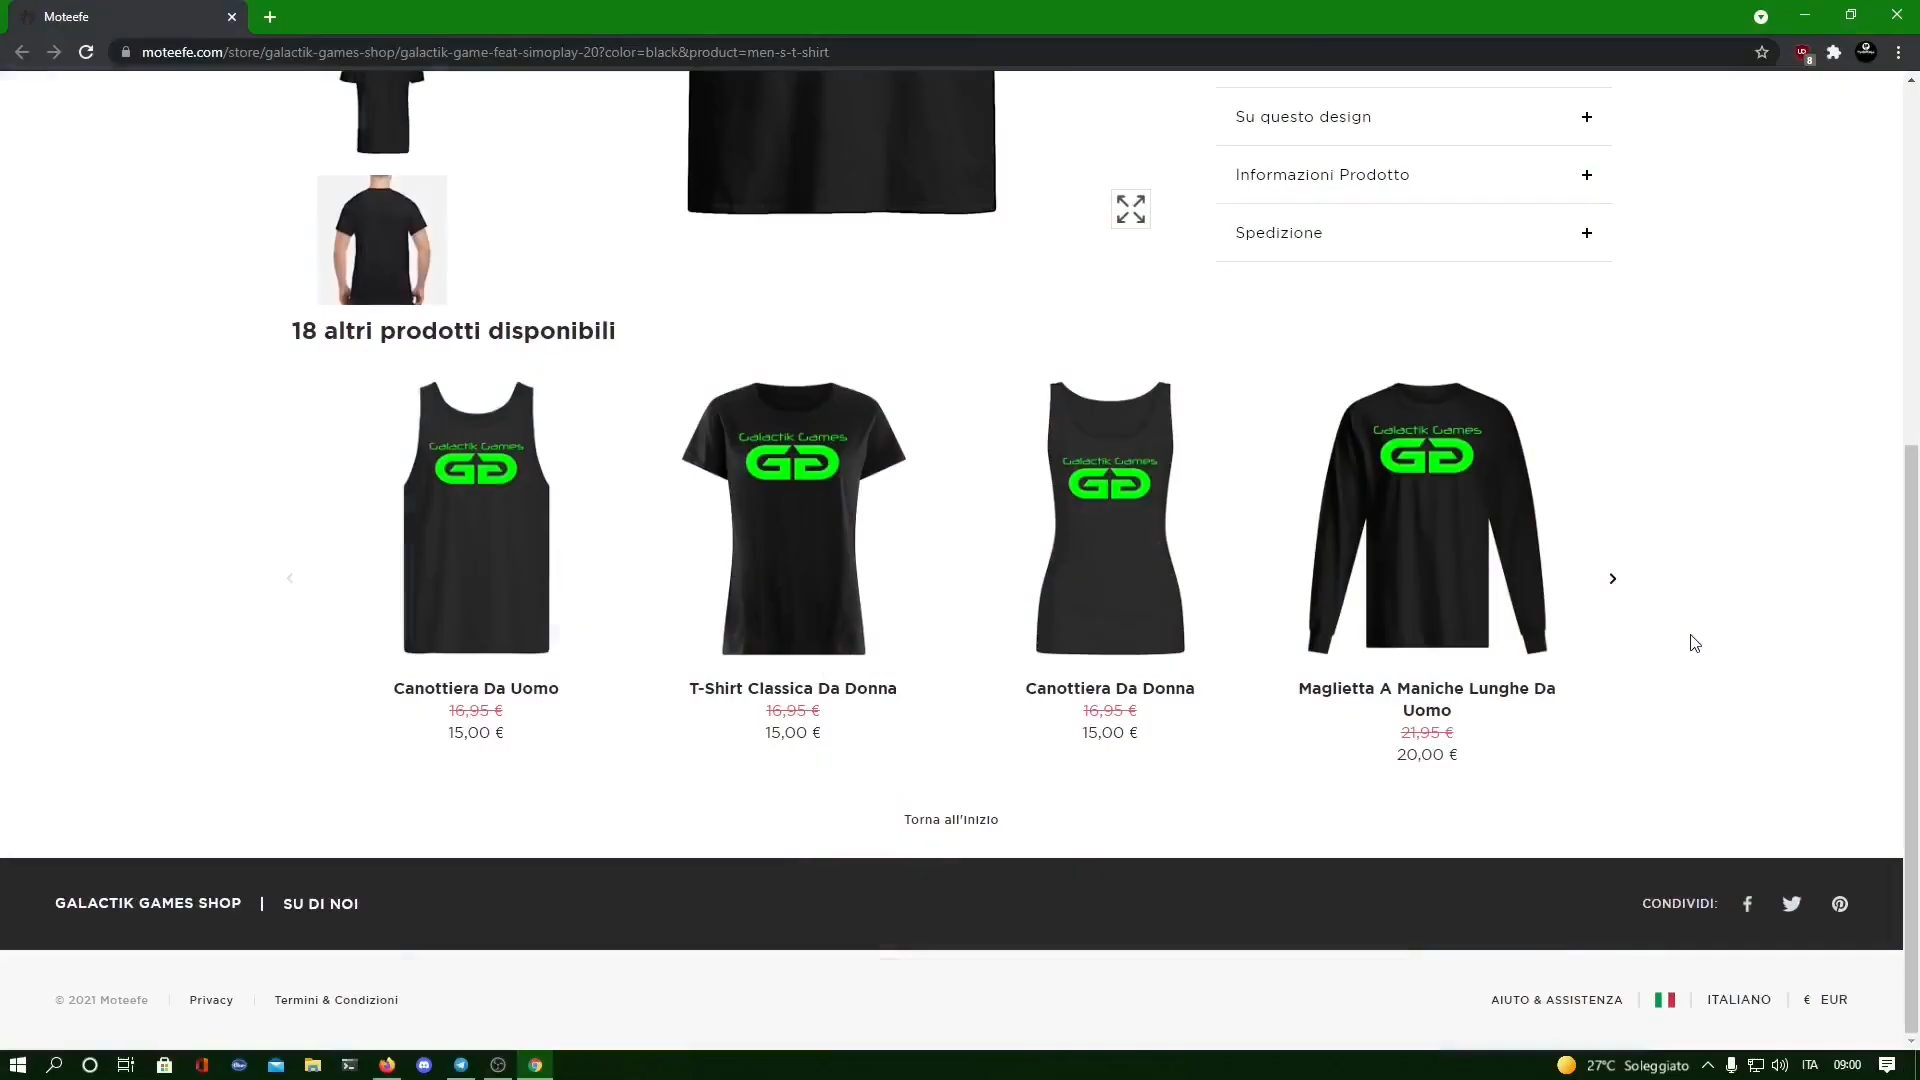 Moteefe
moteefe.com/store/galactik-games-shop/galactik-game-feat-simoplay-20?color=black&product=men-s-t-shirt
8
Su questo design +
Informazioni Prodotto +
Spedizione +
18 altri prodotti disponibili
Galactik Games
GG
Galactik Games
GG
Galactik Games
GG
Galactik Games
GG
Canottiera Da Uomo
16,95 €
15,00 €
T-Shirt Classica Da Donna
16,95 €
15,00 €
Canottiera Da Donna
16,95 €
15,00 €
Maglietta A Maniche Lunghe Da
Uomo
21,95 €
20,00 €
Torna all'inizio
GALACTIK GAMES SHOP | SU DI NOI
CONDIVIDI:
© 2021 Moteefe | Privacy | Termini & Condizioni
AIUTO & ASSISTENZA | ITALIANO | € EUR
27°C Soleggiato ITA 09:00